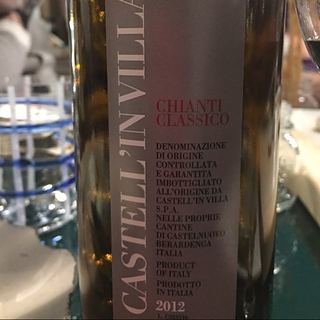 CASTELL'IN VILLA
CHIANTI
CLASSICO
DENOMINAZIONE
DI ORIGINE
CONTROLLATA
E GARANTITA
IMBOTTIGLIATO
ALL'ORIGINE DA
CASTELL'IN VILLA
S.P.A.
NELLE PROPRIE
CANTINE
DI CASTELNUOVO
BERARDENGA
ITALIA
PRODUCT
OF ITALY
PRODOTTO
IN ITALIA
2012